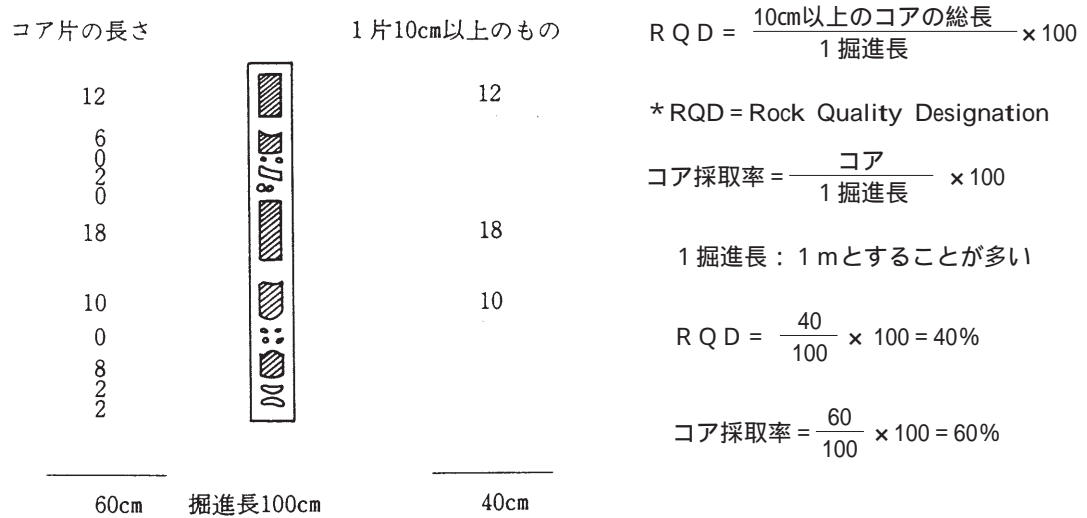 コア片の長さ
12
6
0
2
0
18
10
0
8
2
2
60cm
掘進長100cm
1片10cm以上のもの
12
18
10
40cm
RQD = 10cm以上のコアの総長 / 1掘進長 × 100
*RQD = Rock Quality Designation
コア採取率 = コア / 1掘進長 × 100
1掘進長：1mとすることが多い
RQD = 40 / 100 × 100 = 40%
コア採取率 = 60 / 100 × 100 = 60%